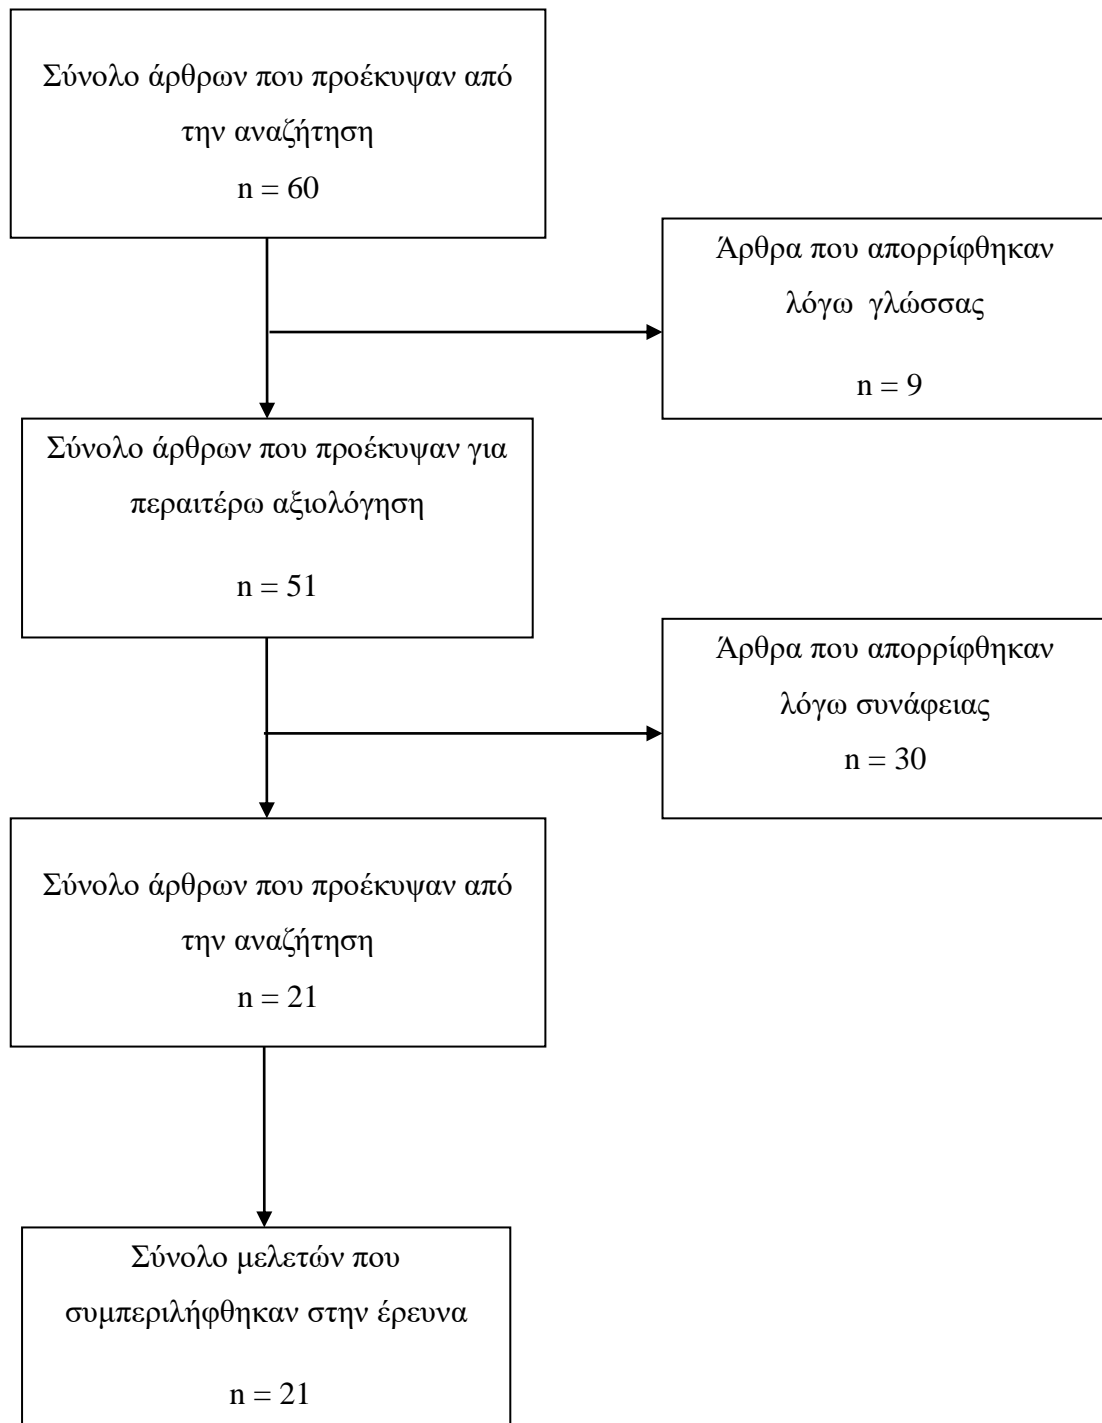 Σύνολο άρθρων που προέκυψαν από
την αναζήτηση
n = 60
Άρθρα που απορρίφθηκαν
λόγω γλώσσας
n = 9
Σύνολο άρθρων που προέκυψαν για
περαιτέρω αξιολόγηση
n = 51
Άρθρα που απορρίφθηκαν
λόγω συνάφειας
n = 30
Σύνολο άρθρων που προέκυψαν από
την αναζήτηση
n = 21
Σύνολο μελετών που
συμπεριλήφθηκαν στην έρευνα
n = 21